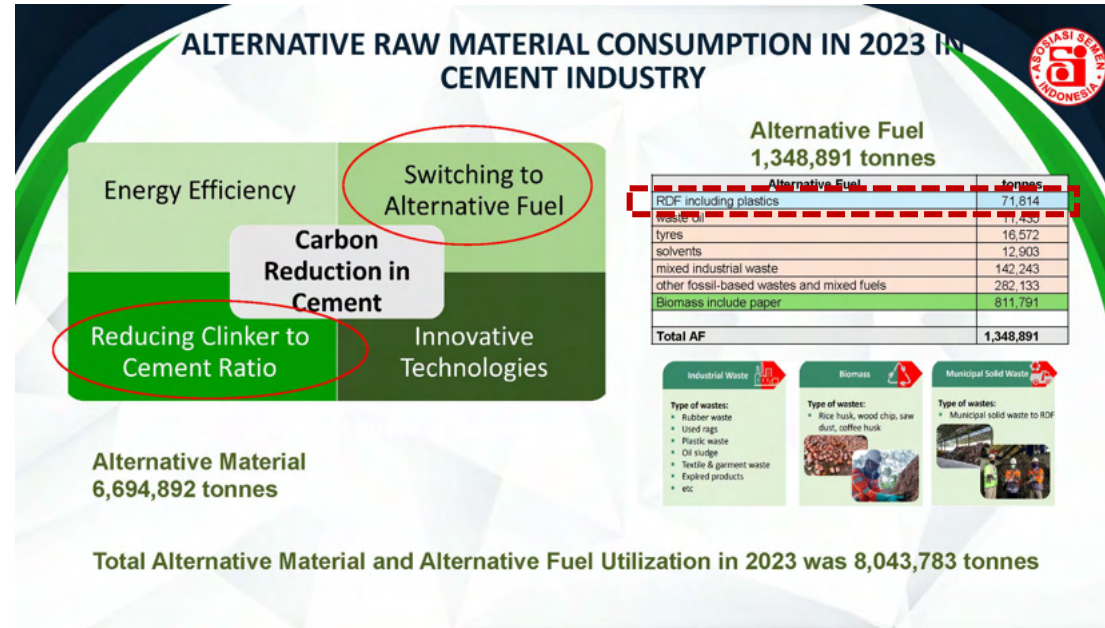 ALTERNATIVE RAW MATERIAL CONSUMPTION IN 2023 IN
CEMENT INDUSTRY
ASOSIASI SEMEN INDONESIA
Energy Efficiency
Switching to
Alternative Fuel
Carbon
Reduction in
Cement
Reducing Clinker to
Cement Ratio
Innovative
Technologies
Alternative Material
6,694,892 tonnes
Alternative Fuel
1,348,891 tonnes
Alternative Fuel tonnes
RDF including plastics 71,814
waste oil 11,435
tyres 16,572
solvents 12,903
mixed industrial waste 142,243
other fossil-based wastes and mixed fuels 282,133
Biomass include paper 811,791
Total AF 1,348,891
Industrial Waste
Type of wastes:
• Rubber waste
• Used rags
• Plastic waste
• Oil sludge
• Textile & garment waste
• Expired products
• etc
Biomass
Type of wastes:
• Rice husk, wood chip, saw
dust, coffee husk
Municipal Solid Waste
Type of wastes:
• Municipal solid waste to RDF
Total Alternative Material and Alternative Fuel Utilization in 2023 was 8,043,783 tonnes